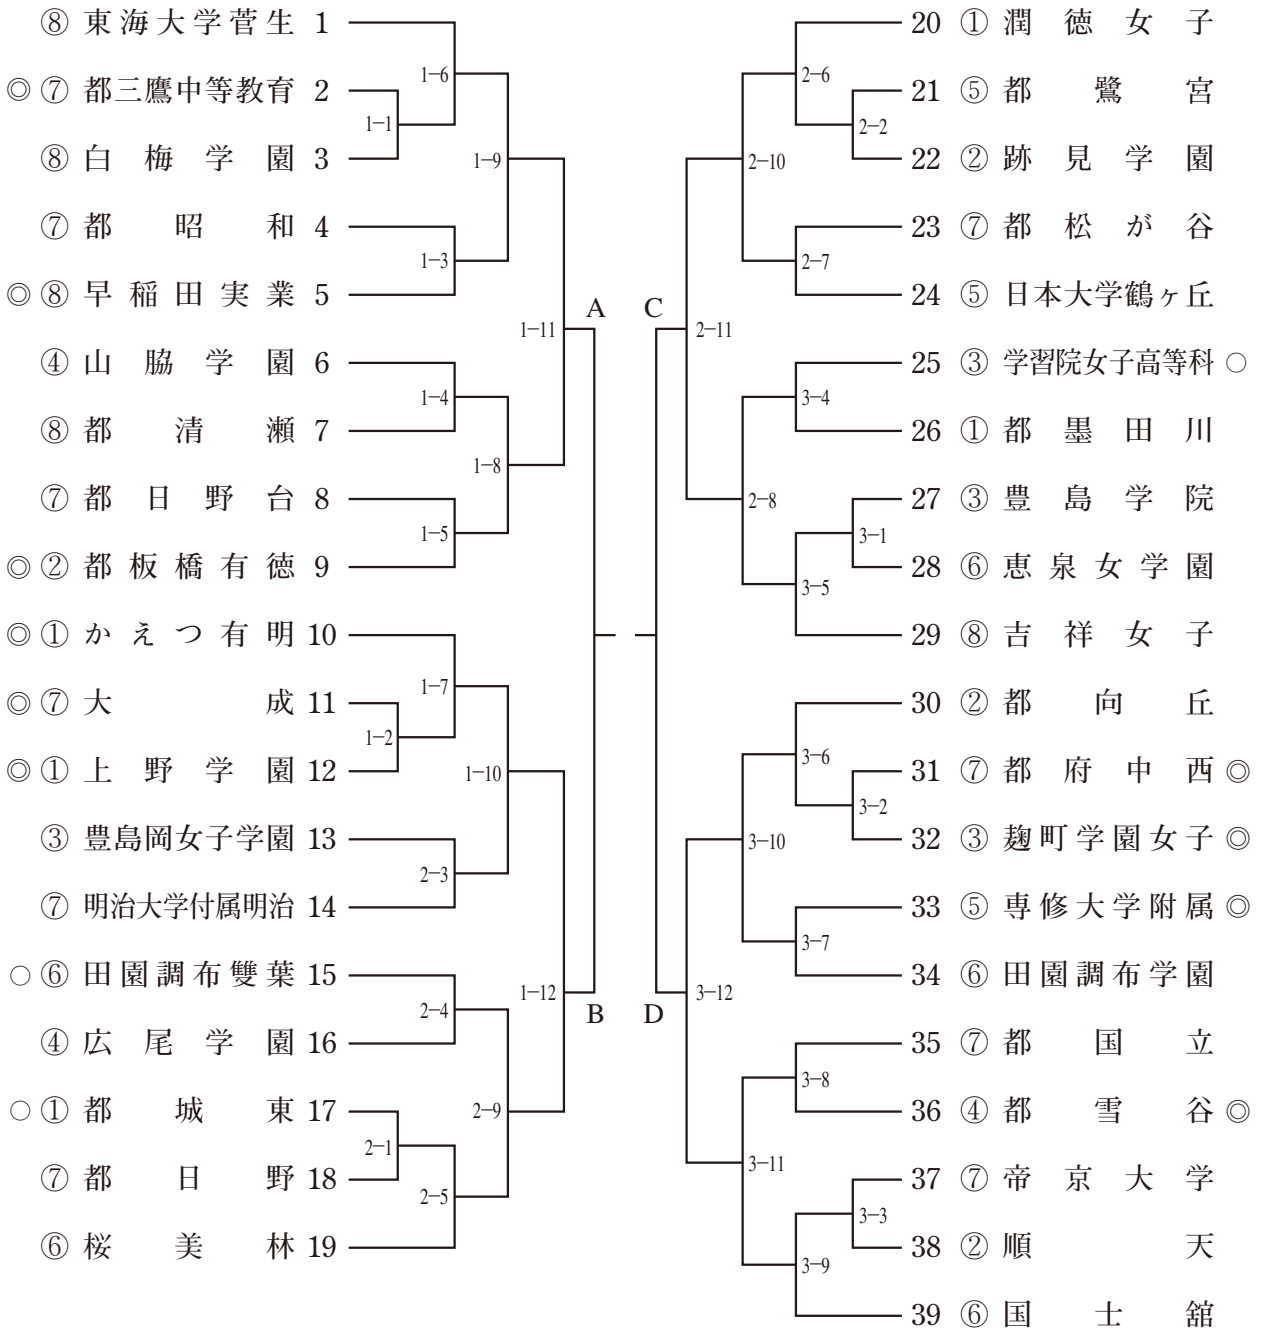 ⑧ 東海大学菅生 1
◎ ⑦ 都三鷹中等教育 2
⑧ 白梅学園 3
⑦ 都昭和 4
◎ ⑧ 早稲田実業 5
④ 山脇学園 6
⑧ 都清瀬 7
⑦ 都日野台 8
◎ ② 都板橋有徳 9
◎ ① かえつ有明 10
◎ ⑦ 大成 11
◎ ① 上野学園 12
③ 豊島岡女子学園 13
⑦ 明治大学付属明治 14
○ ⑥ 田園調布雙葉 15
④ 広尾学園 16
○ ① 都城東 17
⑦ 都日野 18
⑥ 桜美林 19
1-6
1-1
1-9
1-3
1-11
A
1-4
1-8
1-5
1-7
1-2
1-10
2-3
1-12
B
2-4
2-9
2-1
2-5
20 ① 潤徳女子
21 ⑤ 都鷺宮
22 ② 跡見学園
23 ⑦ 都松が谷
24 ⑤ 日本大学鶴ヶ丘
25 ③ 学習院女子高等科 ○
26 ① 都墨田川
27 ③ 豊島学院
28 ⑥ 恵泉女学園
29 ⑧ 吉祥女子
30 ② 都向丘
31 ⑦ 都府中西 ◎
32 ③ 麹町学園女子 ◎
33 ⑤ 専修大学附属 ◎
34 ⑥ 田園調布学園
35 ⑦ 都国立
36 ④ 都雪谷 ◎
37 ⑦ 帝京大学
38 ② 順天
39 ⑥ 国士舘
2-6
2-2
2-10
2-7
C
2-11
3-4
2-8
3-1
3-5
3-6
3-2
3-10
3-7
D
3-12
3-8
3-11
3-3
3-9